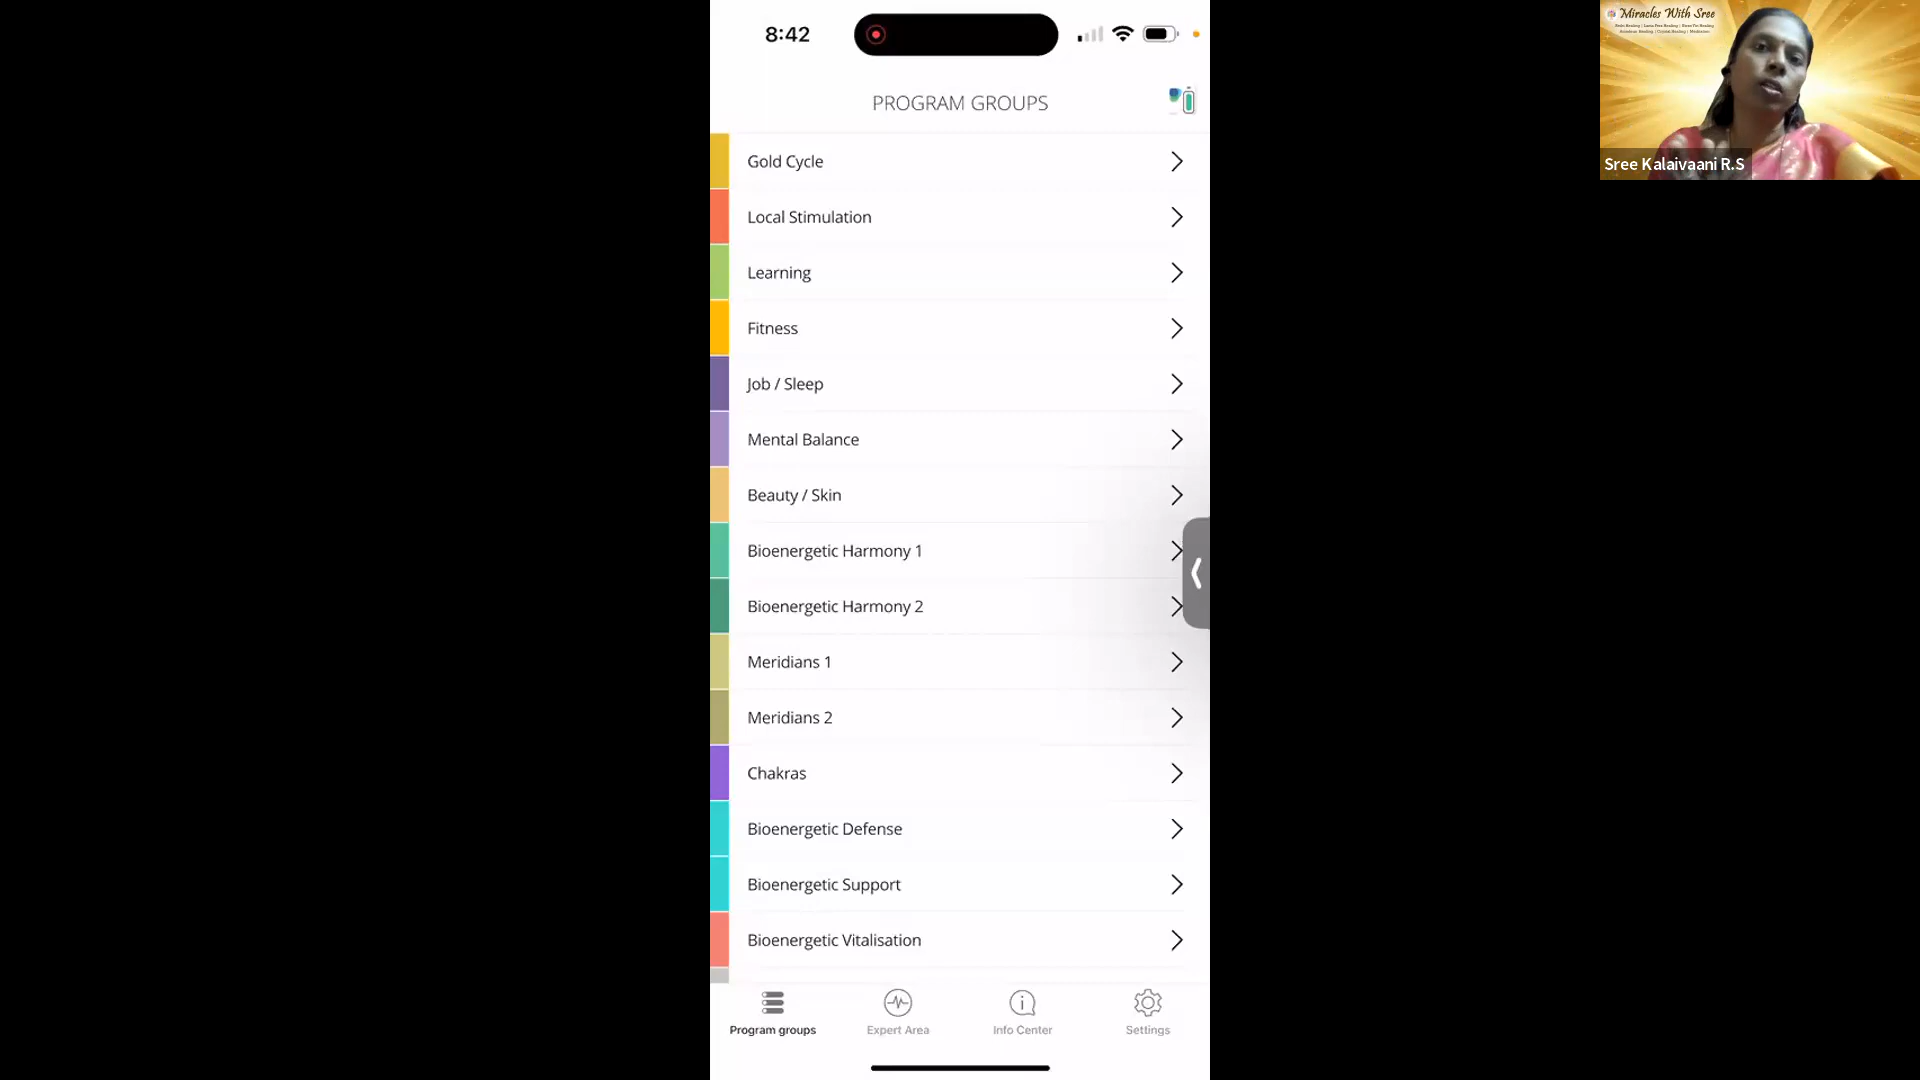 8:42
PROGRAM GROUPS
Gold Cycle
Local Stimulation
Learning
Fitness
Job / Sleep
Mental Balance
Beauty / Skin
Bioenergetic Harmony 1
Bioenergetic Harmony 2
Meridians 1
Meridians 2
Chakras
Bioenergetic Defense
Bioenergetic Support
Bioenergetic Vitalisation
Program groups
Expert Area
Info Center
Settings
Miracles With Sree
Sree Kalaivaani R.S